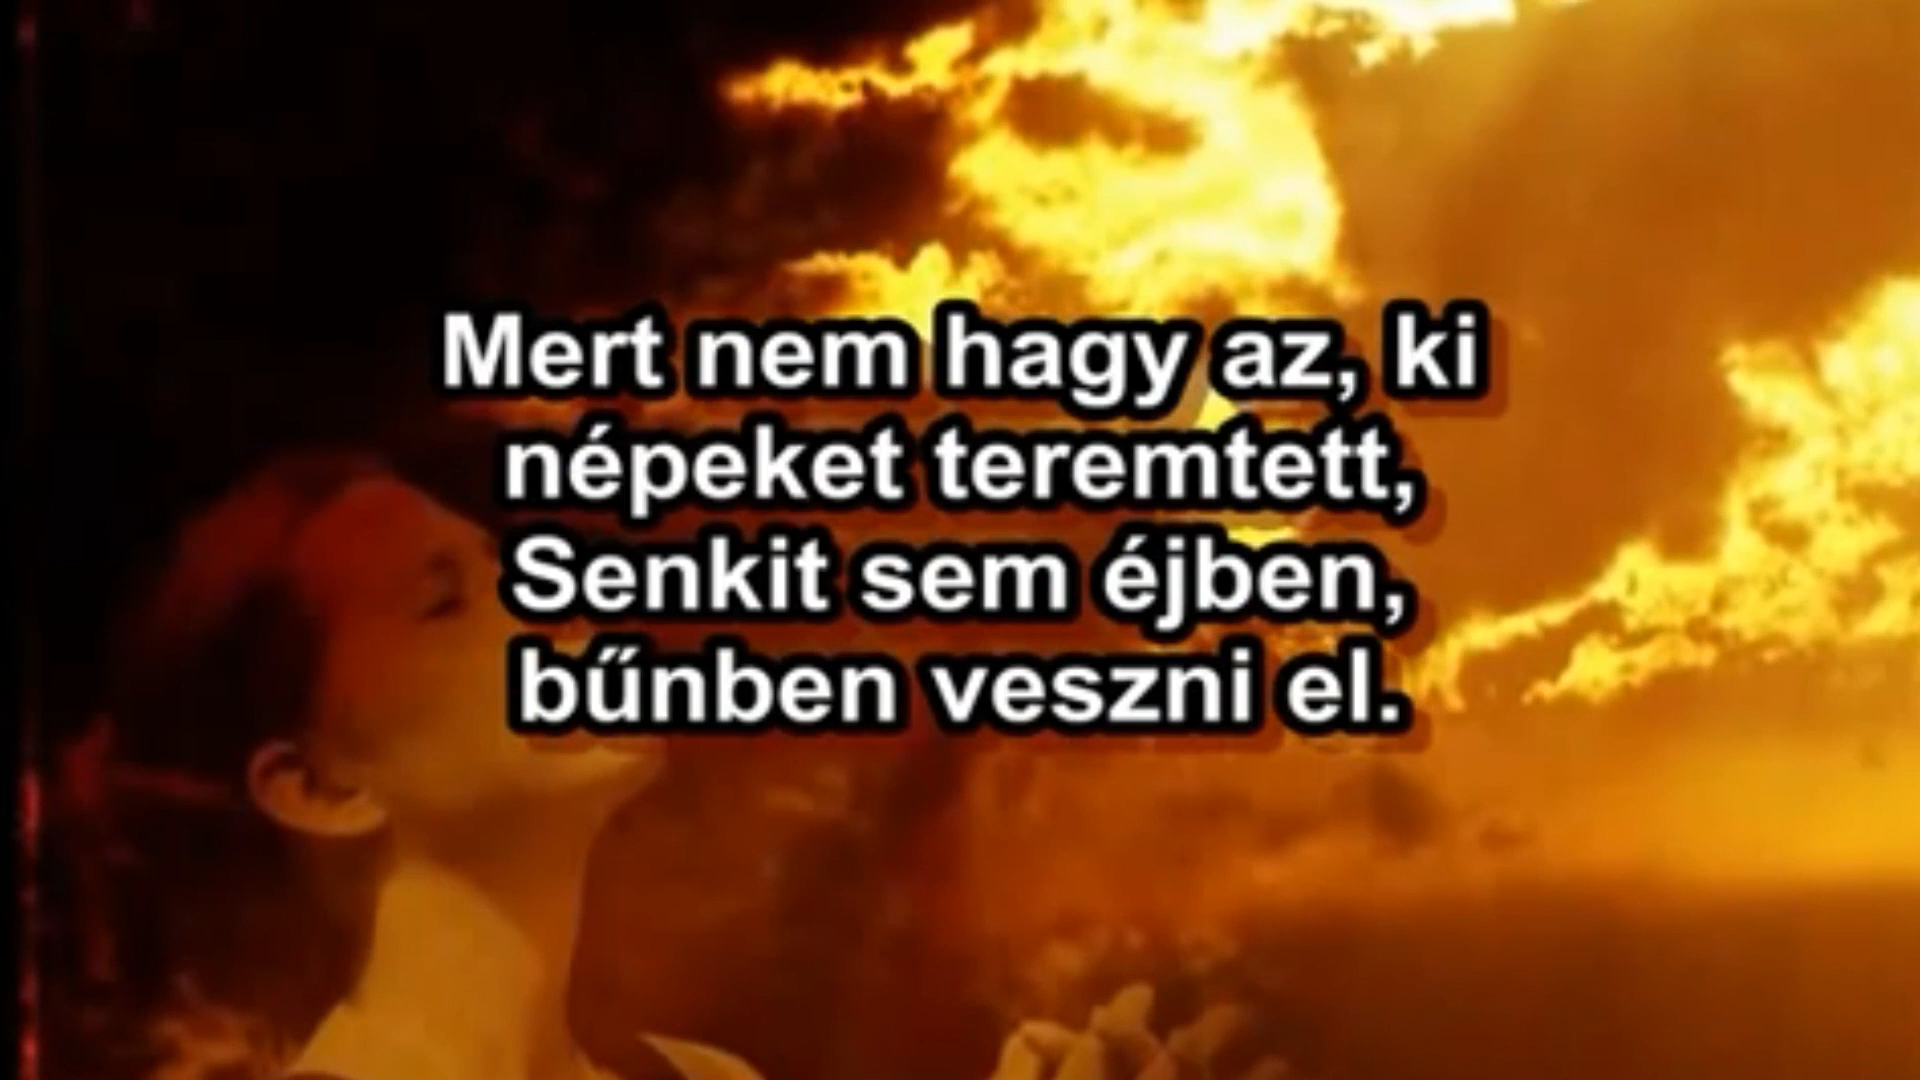 Mert nem hagy az, ki
népeket teremtett,
Senkit sem éjben,
bűnben veszni el.